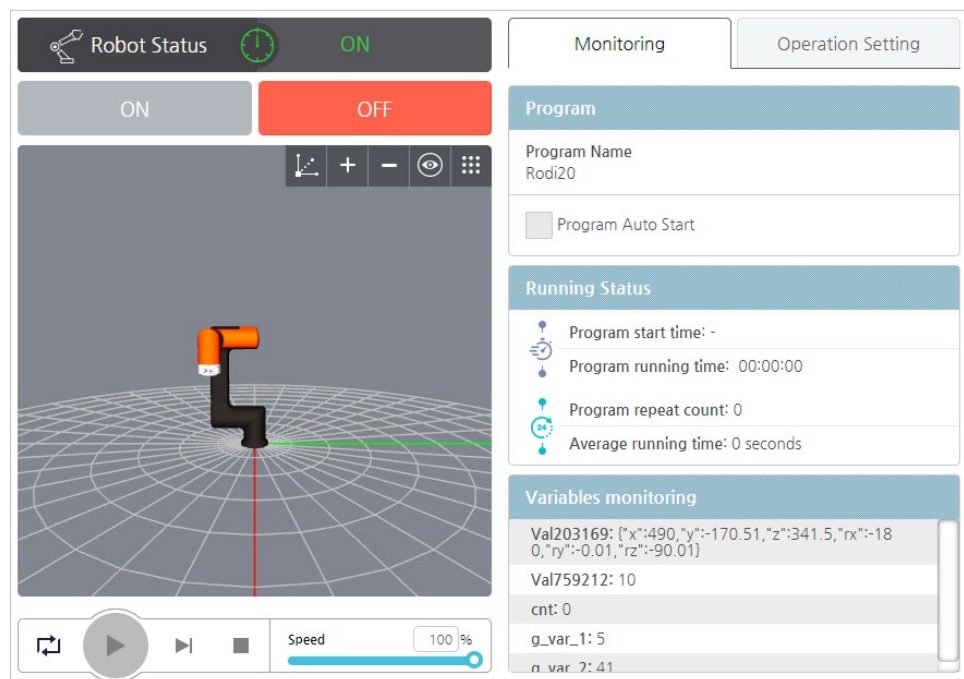 Robot Status
ON
ON
OFF
Speed
100 %
Monitoring
Operation Setting
Program
Program Name
Rodi20
Program Auto Start
Running Status
Program start time: -
Program running time: 00:00:00
24
Program repeat count: 0
Average running time: 0 seconds
Variables monitoring
Val203169: {"x":490,"y":-170.51,"z":341.5,"rx":-18
0,"ry":-0.01,"rz":-90.01}
Val759212: 10
cnt: 0
g_var_1: 5
g_var_2: 41